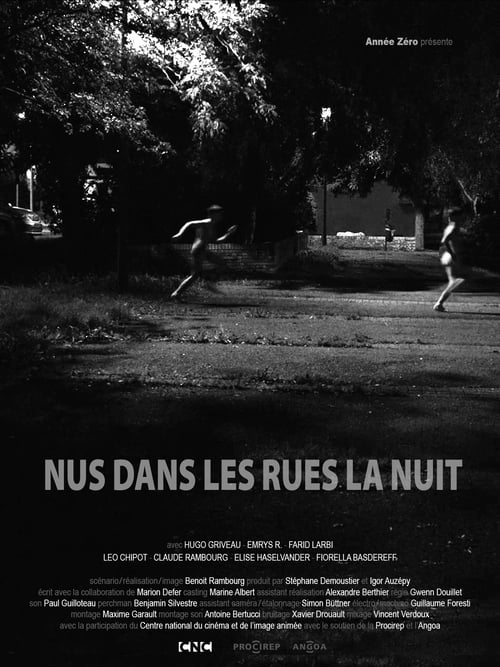 Année Zéro présente
NUS DANS LES RUES LA NUIT
avec HUGO GRIVEAU - EMRYS R. - FARID LARBI
LEO CHIPOT - CLAUDE RAMBOURG - ELISE HASELVANDER - FIORELLA BASDEREFF
scénario/réalisation/image Benoit Rambourg produit par Stéphane Demoustier et Igor Auzépy
écrit avec la collaboration de Marion Defer casting Marine Albert assistant réalisation Alexandre Berthier régie Gwenn Douillet
son Paul Guilloteau perchman Benjamin Silvestre assistant caméra/étalonnage Simon Büttner électro/machino Guillaume Foresti
montage Maxime Garault montage son Antoine Bertucci bruitage Xavier Drouault mixage Vincent Verdoux
avec la participation du Centre national du cinéma et de l'image animée avec le soutien de la Procirep et l'Angoa
CNC PROCIREP ANGOA